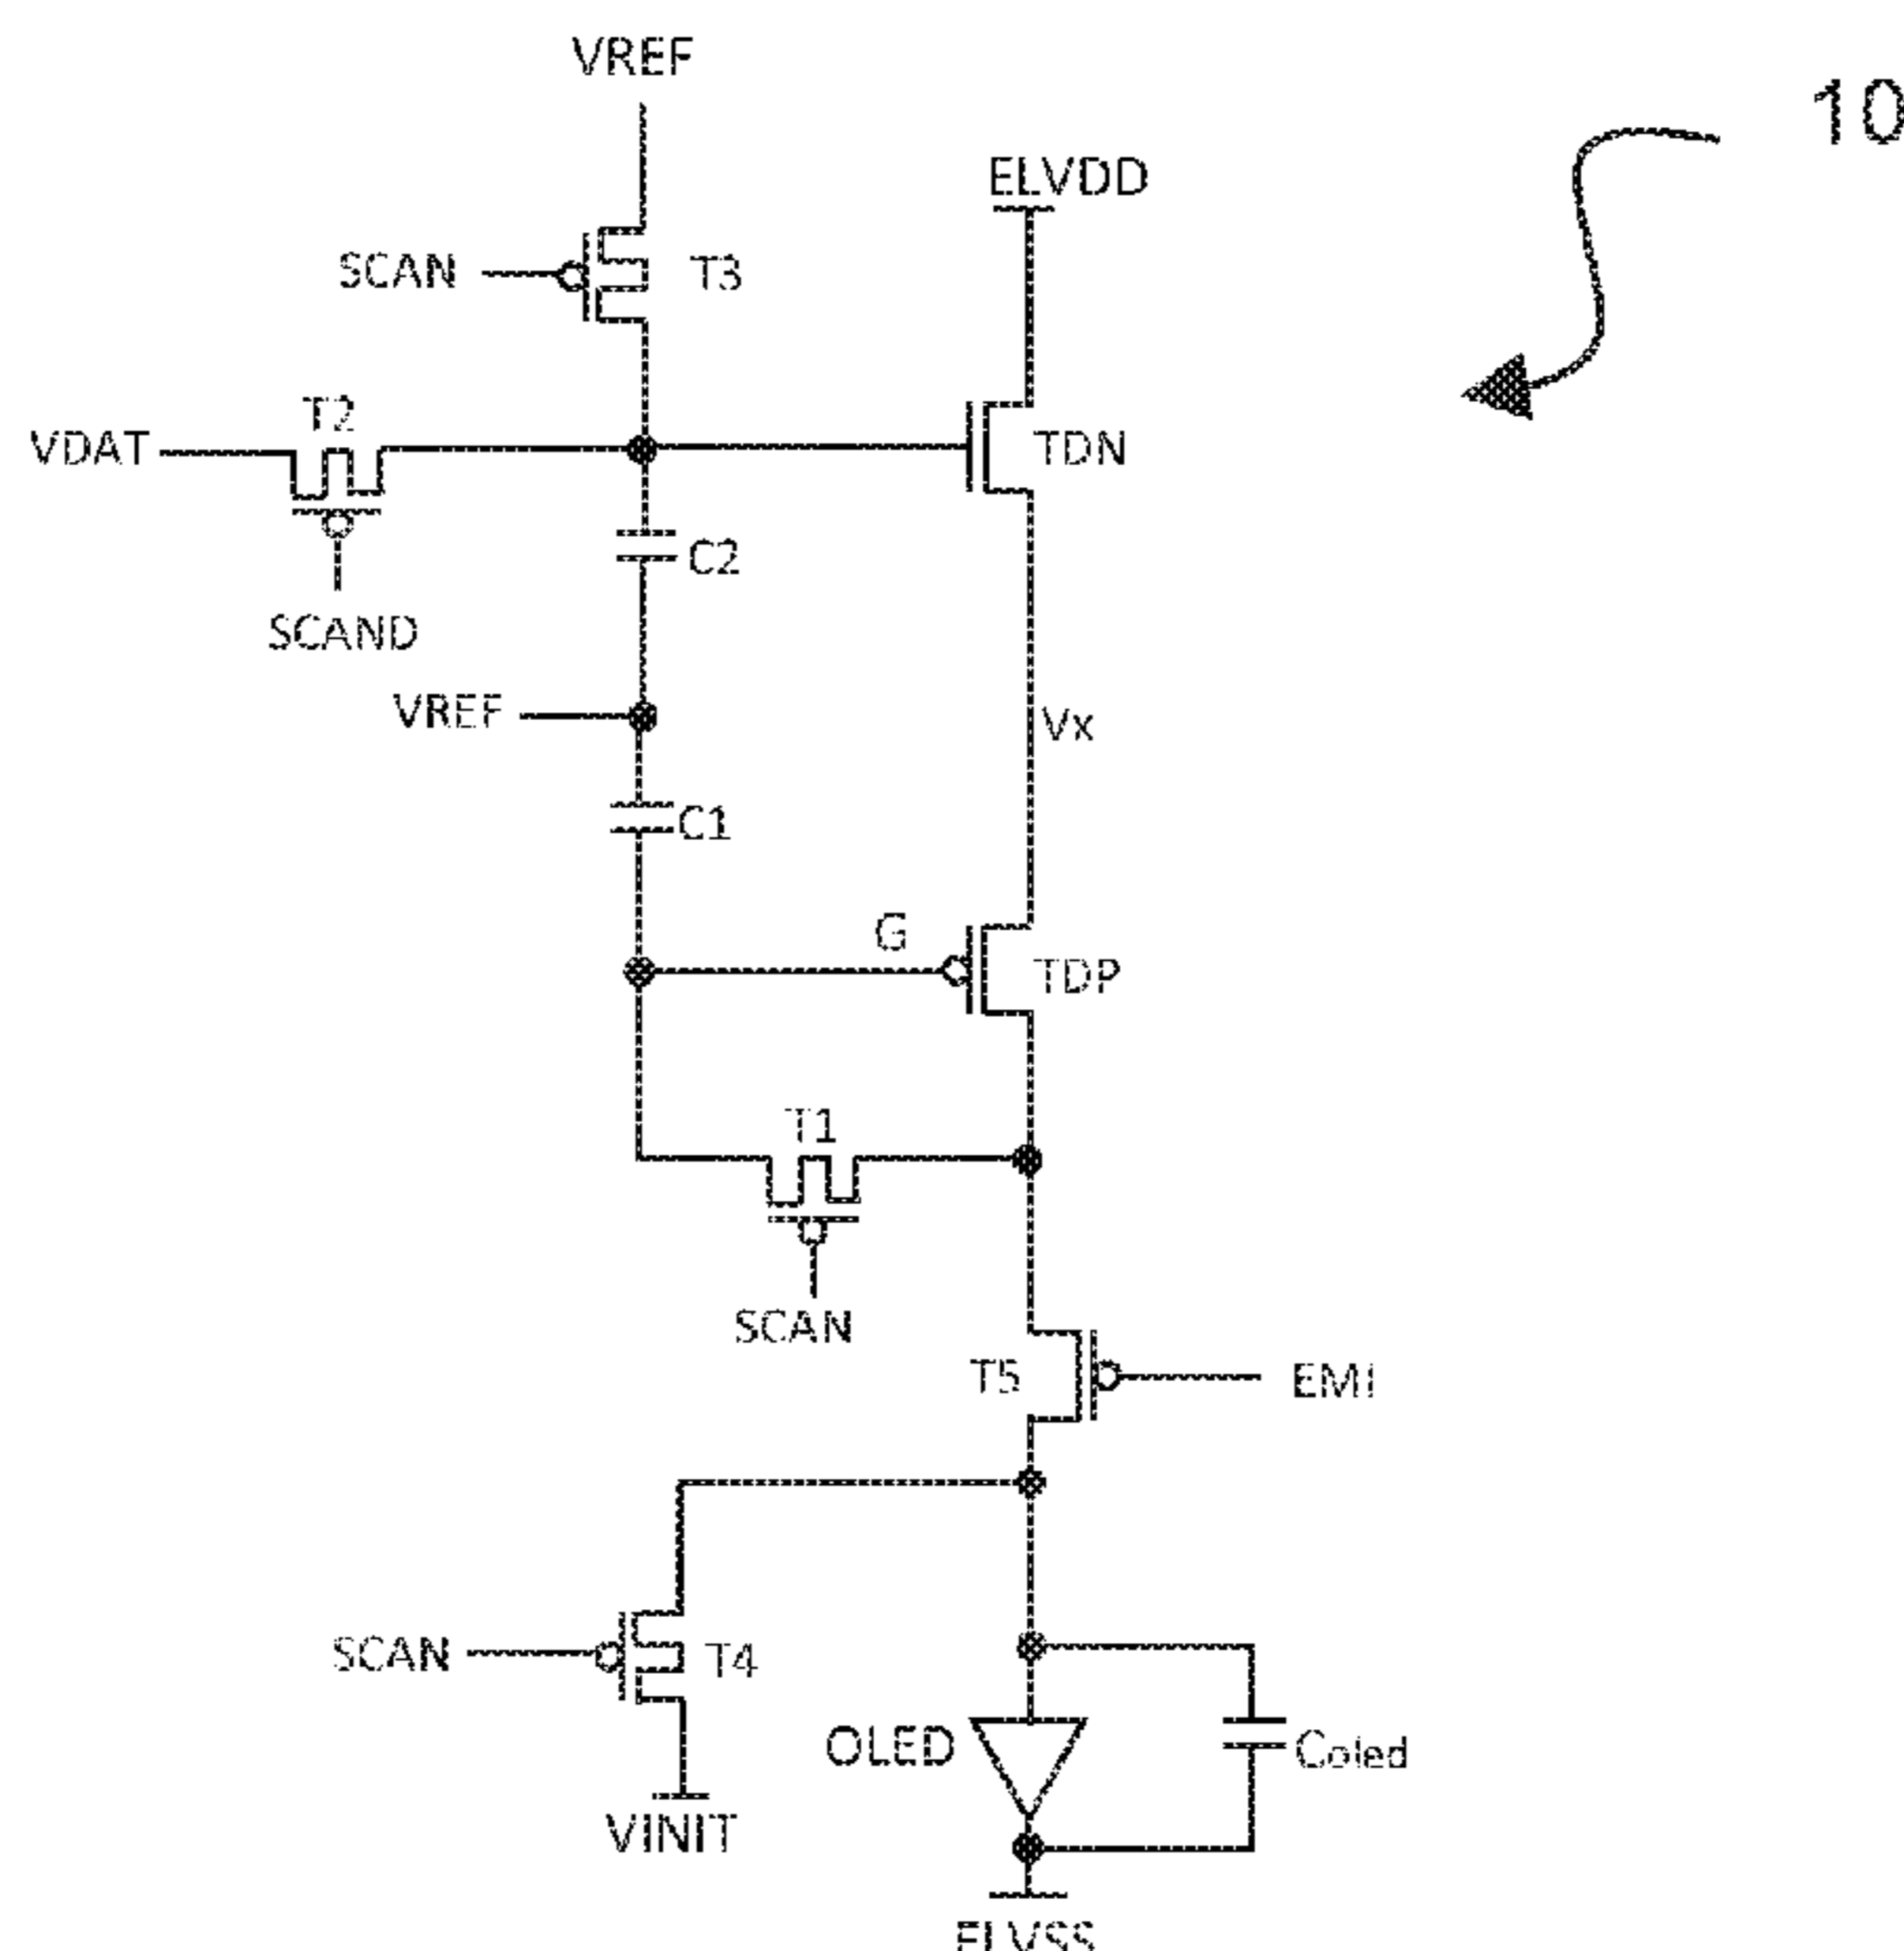 VREF
10
ELVDD
SCAN
T3
T2
VDAT
TDN
C2
SCAND
VREF
Vx
C1
G
TDP
T1
SCAN
T5
EMI
SCAN
T4
OLED
Coled
VINIT
ELVSS